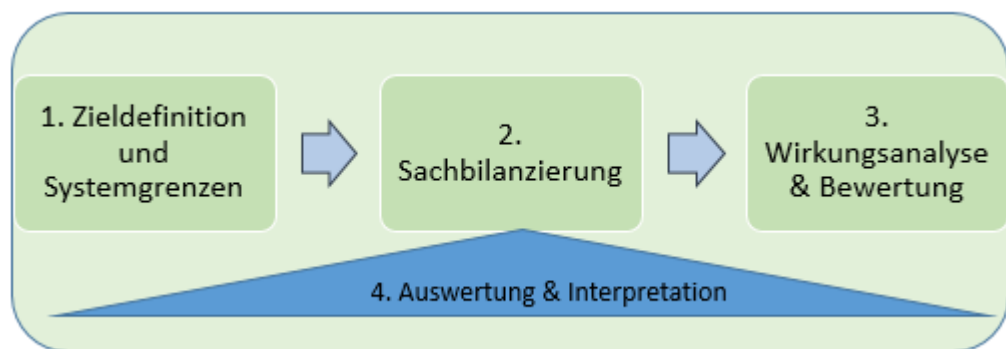 1. Zieldefinition
und
Systemgrenzen
2.
Sachbilanzierung
3.
Wirkungsanalyse
& Bewertung
4. Auswertung & Interpretation